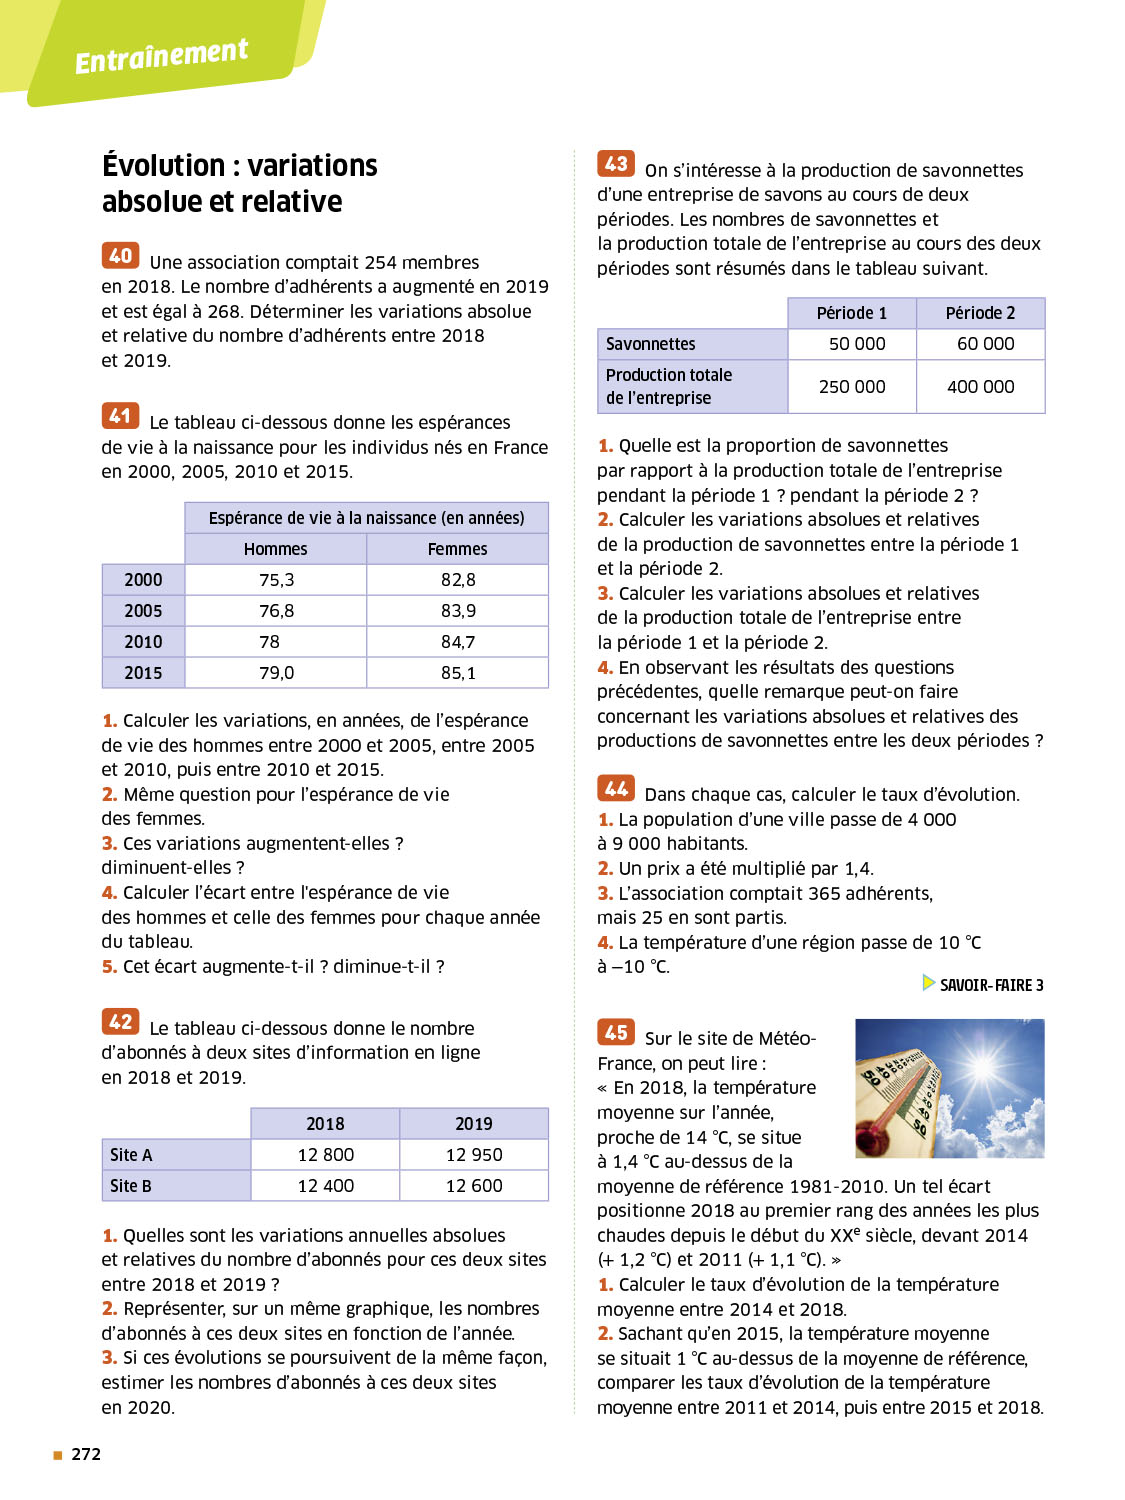 Entraînement
Évolution : variations
absolue et relative
40 Une association comptait 254 membres
en 2018. Le nombre d'adhérents a augmenté en 2019
et est égal à 268. Déterminer les variations absolue
et relative du nombre d'adhérents entre 2018
et 2019.
41 Le tableau ci-dessous donne les espérances
de vie à la naissance pour les individus nés en France
en 2000, 2005, 2010 et 2015.
Espérance de vie à la naissance (en années)
Hommes Femmes
2000 75,3 82,8
2005 76,8 83,9
2010 78 84,7
2015 79,0 85,1
1. Calculer les variations, en années, de l'espérance
de vie des hommes entre 2000 et 2005, entre 2005
et 2010, puis entre 2010 et 2015.
2. Même question pour l'espérance de vie
des femmes.
3. Ces variations augmentent-elles ?
diminuent-elles ?
4. Calculer l'écart entre l'espérance de vie
des hommes et celle des femmes pour chaque année
du tableau.
5. Cet écart augmente-t-il ? diminue-t-il ?
42 Le tableau ci-dessous donne le nombre
d'abonnés à deux sites d'information en ligne
en 2018 et 2019.
2018 2019
Site A 12 800 12 950
Site B 12 400 12 600
1. Quelles sont les variations annuelles absolues
et relatives du nombre d'abonnés pour ces deux sites
entre 2018 et 2019 ?
2. Représenter, sur un même graphique, les nombres
d'abonnés à ces deux sites en fonction de l'année.
3. Si ces évolutions se poursuivent de la même façon,
estimer les nombres d'abonnés à ces deux sites
en 2020.
43 On s'intéresse à la production de savonnettes
d'une entreprise de savons au cours de deux
périodes. Les nombres de savonnettes et
la production totale de l'entreprise au cours des deux
périodes sont résumés dans le tableau suivant.
Période 1 Période 2
Savonnettes 50 000 60 000
Production totale
de l'entreprise 250 000 400 000
1. Quelle est la proportion de savonnettes
par rapport à la production totale de l'entreprise
pendant la période 1 ? pendant la période 2 ?
2. Calculer les variations absolues et relatives
de la production de savonnettes entre la période 1
et la période 2.
3. Calculer les variations absolues et relatives
de la production totale de l'entreprise entre
la période 1 et la période 2.
4. En observant les résultats des questions
précédentes, quelle remarque peut-on faire
concernant les variations absolues et relatives des
productions de savonnettes entre les deux périodes ?
44 Dans chaque cas, calculer le taux d'évolution.
1. La population d'une ville passe de 4 000
à 9 000 habitants.
2. Un prix a été multiplié par 1,4.
3. L'association comptait 365 adhérents,
mais 25 en sont partis.
4. La température d'une région passe de 10 °C
à –10 °C.
SAVOIR-FAIRE 3
45 Sur le site de Météo-
France, on peut lire :
« En 2018, la température
moyenne sur l'année,
proche de 14 °C, se situe
à 1,4 °C au-dessus de la
moyenne de référence 1981-2010. Un tel écart
positionne 2018 au premier rang des années les plus
chaudes depuis le début du XXe siècle, devant 2014
(+ 1,2 °C) et 2011 (+ 1,1 °C). »
1. Calculer le taux d'évolution de la température
moyenne entre 2014 et 2018.
2. Sachant qu'en 2015, la température moyenne
se situait 1 °C au-dessus de la moyenne de référence,
comparer les taux d'évolution de la température
moyenne entre 2011 et 2014, puis entre 2015 et 2018.
272